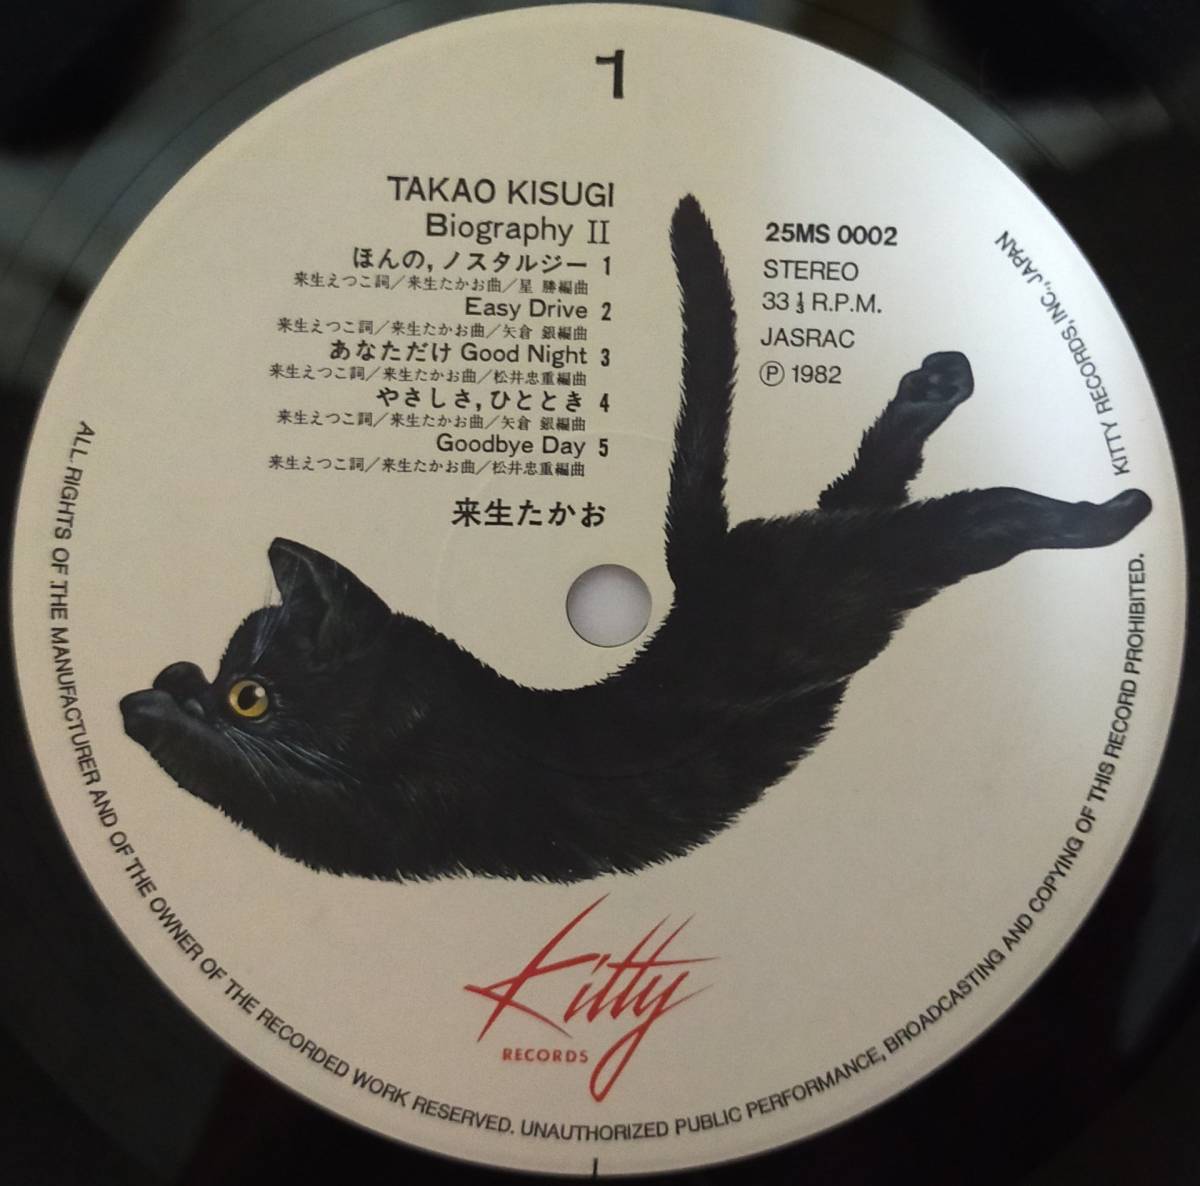 1
TAKAO KISUGI
Biography II
ほんの, ノスタルジー 1
来生えつこ詞／来生たかお曲／星 勝編曲
Easy Drive 2
来生えつこ詞／来生たかお曲／矢倉 銀編曲
あなただけ Good Night 3
来生えつこ詞／来生たかお曲／松井忠重編曲
やさしさ, ひととき 4
来生えつこ詞／来生たかお曲／矢倉 銀編曲
Goodbye Day 5
来生えつこ詞／来生たかお曲／松井忠重編曲
来生たかお
25MS 0002
STEREO
33 1/3 R.P.M.
JASRAC
Ⓟ 1982
Kitty
RECORDS
ALL RIGHTS OF THE MANUFACTURER AND OF THE OWNER OF THE RECORDED WORK RESERVED. UNAUTHORIZED PUBLIC PERFORMANCE, BROADCASTING AND COPYING OF THIS RECORD PROHIBITED.
KITTY RECORDS, INC., JAPAN